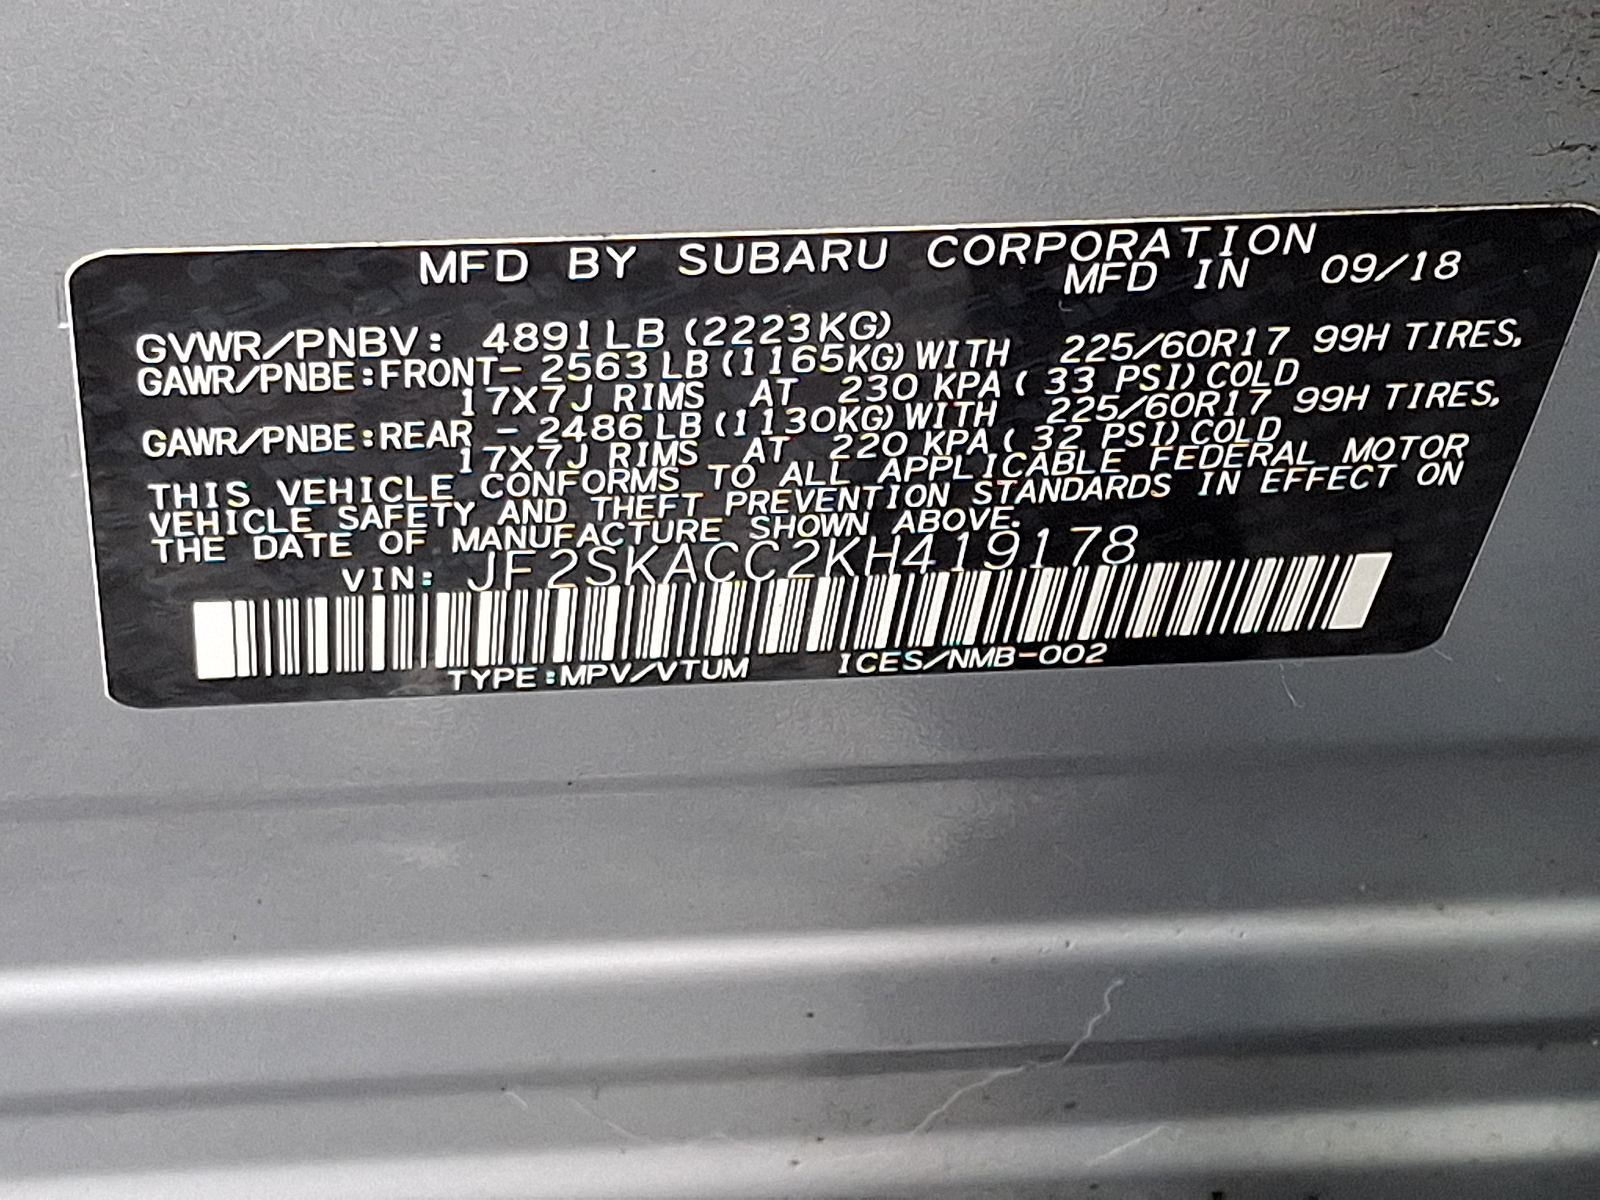 MFD BY SUBARU CORPORATION
MFD IN 09/18
GVWR/PNBV: 4891LB (2223KG)
GAWR/PNBE:FRONT- 2563LB(1165KG)WITH 225/60R17 99H TIRES,
17X7J RIMS AT 230 KPA( 33 PSI)COLD
GAWR/PNBE:REAR - 2486LB(1130KG)WITH 225/60R17 99H TIRES,
17X7J RIMS AT 220 KPA( 32 PSI)COLD
THIS VEHICLE CONFORMS TO ALL APPLICABLE FEDERAL MOTOR
VEHICLE SAFETY AND THEFT PREVENTION STANDARDS IN EFFECT ON
THE DATE OF MANUFACTURE SHOWN ABOVE.
VIN: JF2SKACC2KH419178
TYPE:MPV/VTUM ICES/NMB-002